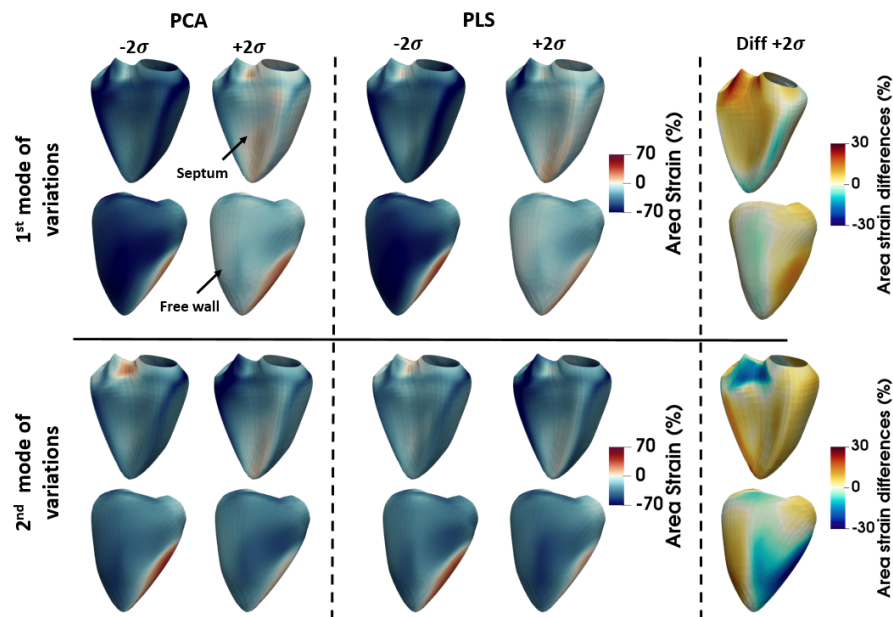 PCA
PLS
-2σ
+2σ
-2σ
+2σ
Diff +2σ
1st mode of
variations
Septum
Free wall
70
0
-70
Area Strain (%)
30
0
-30
Area strain differences (%)
2nd mode of
variations
70
0
-70
Area Strain (%)
30
0
-30
Area strain differences (%)